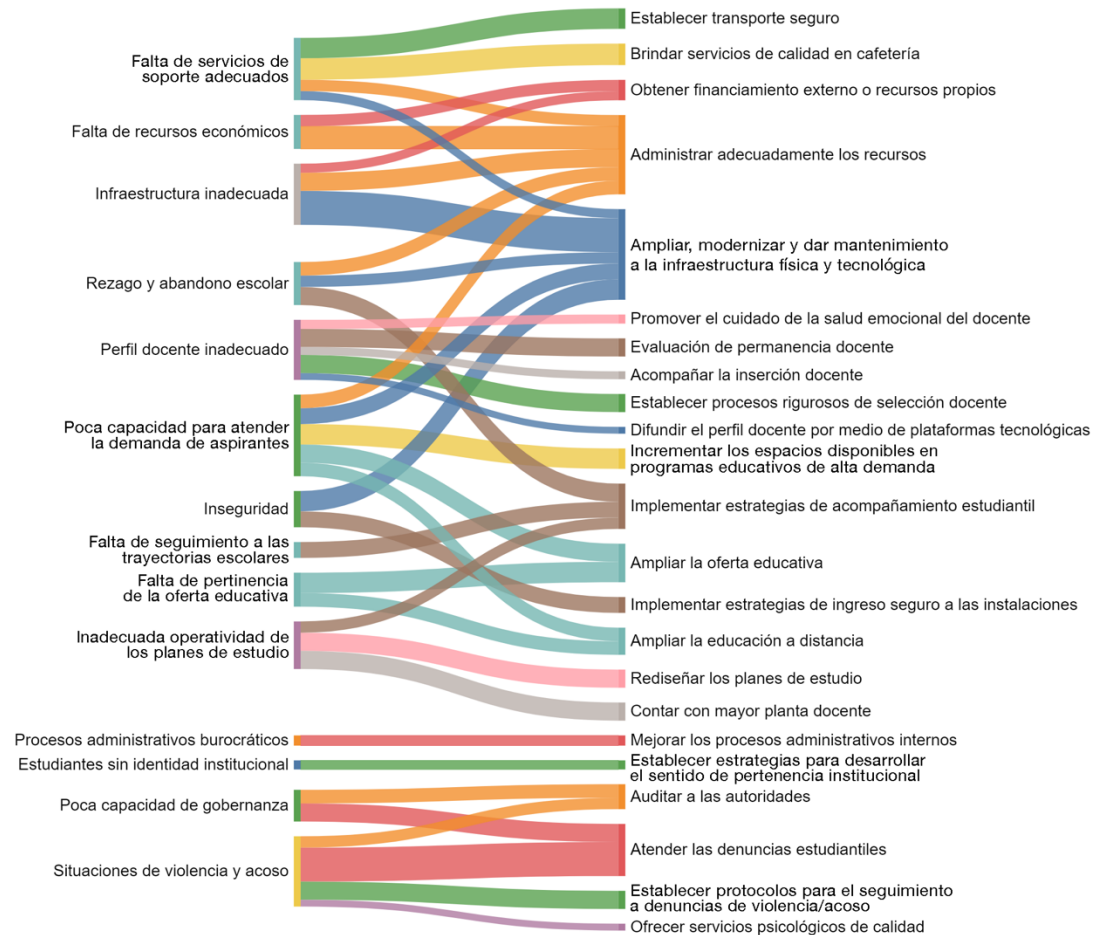 Falta de servicios de
soporte adecuados
Falta de recursos económicos
Infraestructura inadecuada
Rezago y abandono escolar
Perfil docente inadecuado
Poca capacidad para atender
la demanda de aspirantes
Inseguridad
Falta de seguimiento a las
trayectorias escolares
Falta de pertinencia
de la oferta educativa
Inadecuada operatividad de
los planes de estudio
Procesos administrativos burocráticos
Estudiantes sin identidad institucional
Poca capacidad de gobernanza
Situaciones de violencia y acoso
Establecer transporte seguro
Brindar servicios de calidad en cafetería
Obtener financiamiento externo o recursos propios
Administrar adecuadamente los recursos
Ampliar, modernizar y dar mantenimiento
a la infraestructura física y tecnológica
Promover el cuidado de la salud emocional del docente
Evaluación de permanencia docente
Acompañar la inserción docente
Establecer procesos rigurosos de selección docente
Difundir el perfil docente por medio de plataformas tecnológicas
Incrementar los espacios disponibles en
programas educativos de alta demanda
Implementar estrategias de acompañamiento estudiantil
Ampliar la oferta educativa
Implementar estrategias de ingreso seguro a las instalaciones
Ampliar la educación a distancia
Rediseñar los planes de estudio
Contar con mayor planta docente
Mejorar los procesos administrativos internos
Establecer estrategias para desarrollar
el sentido de pertenencia institucional
Auditar a las autoridades
Atender las denuncias estudiantiles
Establecer protocolos para el seguimiento
a denuncias de violencia/acoso
Ofrecer servicios psicológicos de calidad